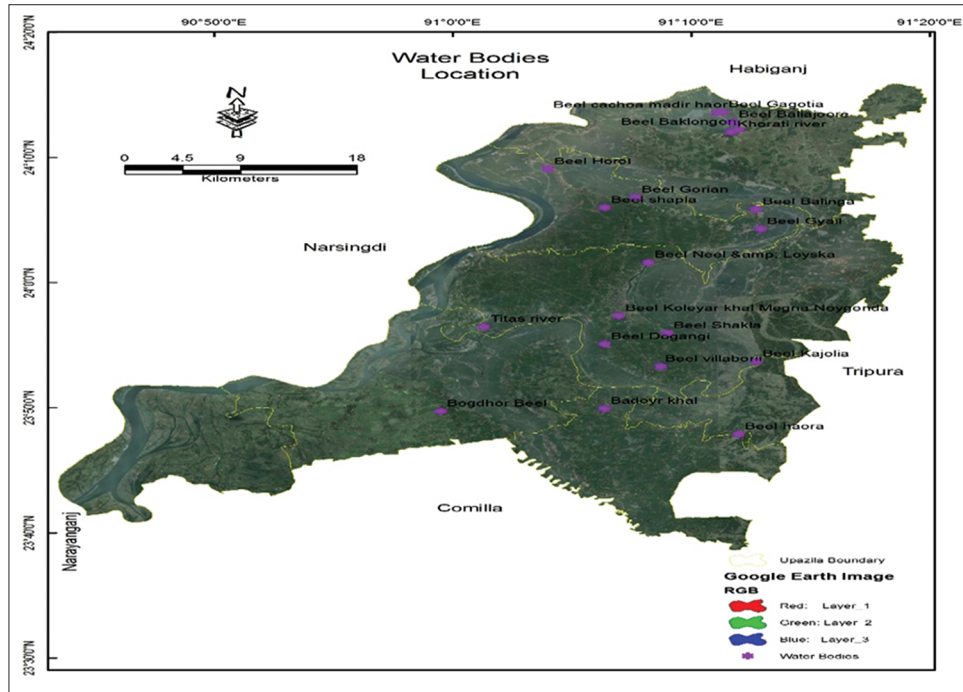 90°50'0"E 91°0'0"E 91°10'0"E 91°20'0"E
24°20'0"N
Water Bodies
Location
Habiganj
N
Beel cachoa madir haor Beel Gagotia
Beel Baliajooro
Beel Baklongon Khorati river
24°10'0"N
0 4.5 9 18
Kilometers
Beel Horol
Beel Gorian
Beel shapla
Beel Balinga
Beel Gyail
Narsingdi
Beel Neel &amp; Loyska
24°0'0"N
Beel Koleyar khal Megna Noynonda
Titas river
Beel Shakla
Beel Dogangi
Beel villaborii
Beel Kajolia
Tripura
23°50'0"N
Bogdhor Beel
Badoyr khal
Beel haora
Comilla
23°40'0"N
Narayanganj
Upazila Boundary
Google Earth Image
RGB
Red: Layer_1
Green: Layer_2
Blue: Layer_3
Water Bodies
23°30'0"N